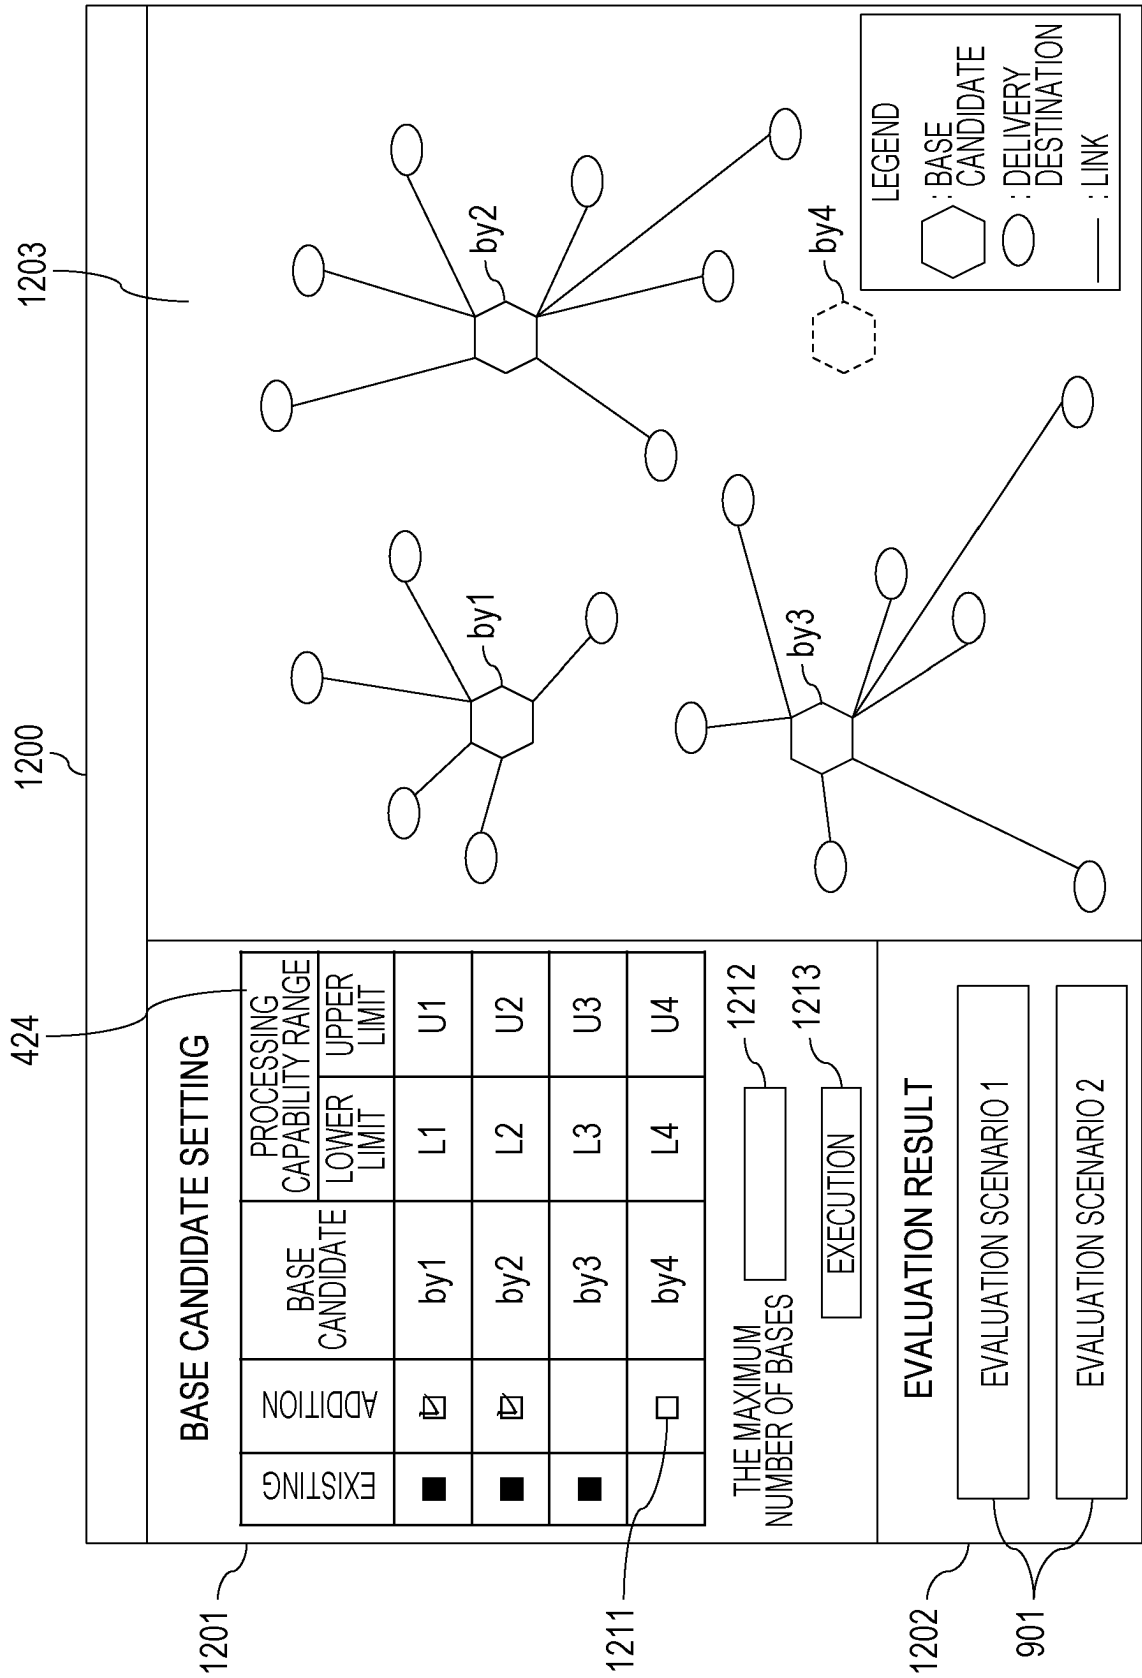 1200
1203
424
1201
BASE CANDIDATE SETTING
EXISTING
ADDITION
BASE
CANDIDATE
PROCESSING
CAPABILITY RANGE
LOWER
LIMIT
UPPER
LIMIT
by1 L1 U1
by2 L2 U2
by3 L3 U3
by4 L4 U4
1211
THE MAXIMUM
NUMBER OF BASES
1212
EXECUTION
1213
1202
EVALUATION RESULT
EVALUATION SCENARIO 1
EVALUATION SCENARIO 2
901
by1
by2
by3
by4
LEGEND
: BASE
CANDIDATE
: DELIVERY
DESTINATION
: LINK